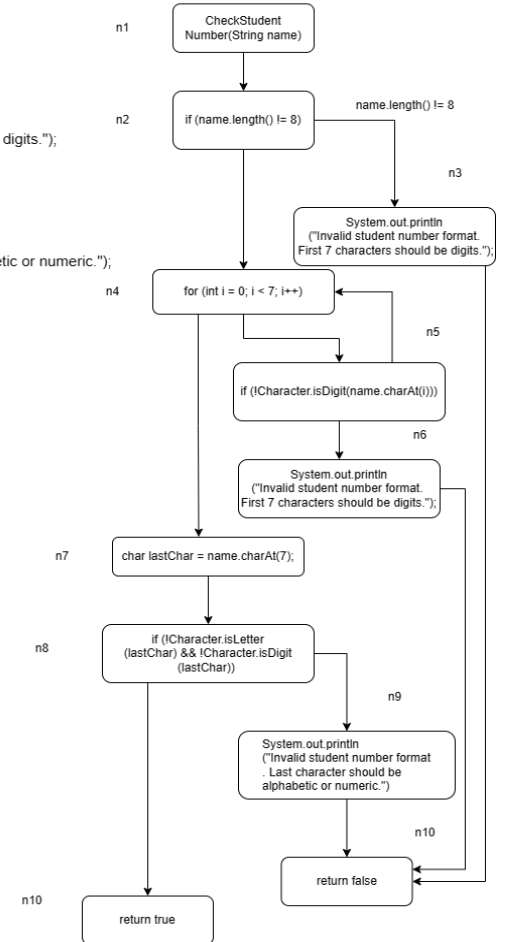 n1
CheckStudent
Number(String name)
n2
if (name.length() != 8)
name.length() != 8
digits.");
n3
System.out.println
("Invalid student number format.
First 7 characters should be digits.");
etic or numeric.");
n4
for (int i = 0; i < 7; i++)
n5
if (!Character.isDigit(name.charAt(i)))
n6
System.out.println
("Invalid student number format.
First 7 characters should be digits.");
n7
char lastChar = name.charAt(7);
n8
if (!Character.isLetter
(lastChar) && !Character.isDigit
(lastChar))
n9
System.out.println
("Invalid student number format
. Last character should be
alphabetic or numeric.")
n10
return false
n10
return true